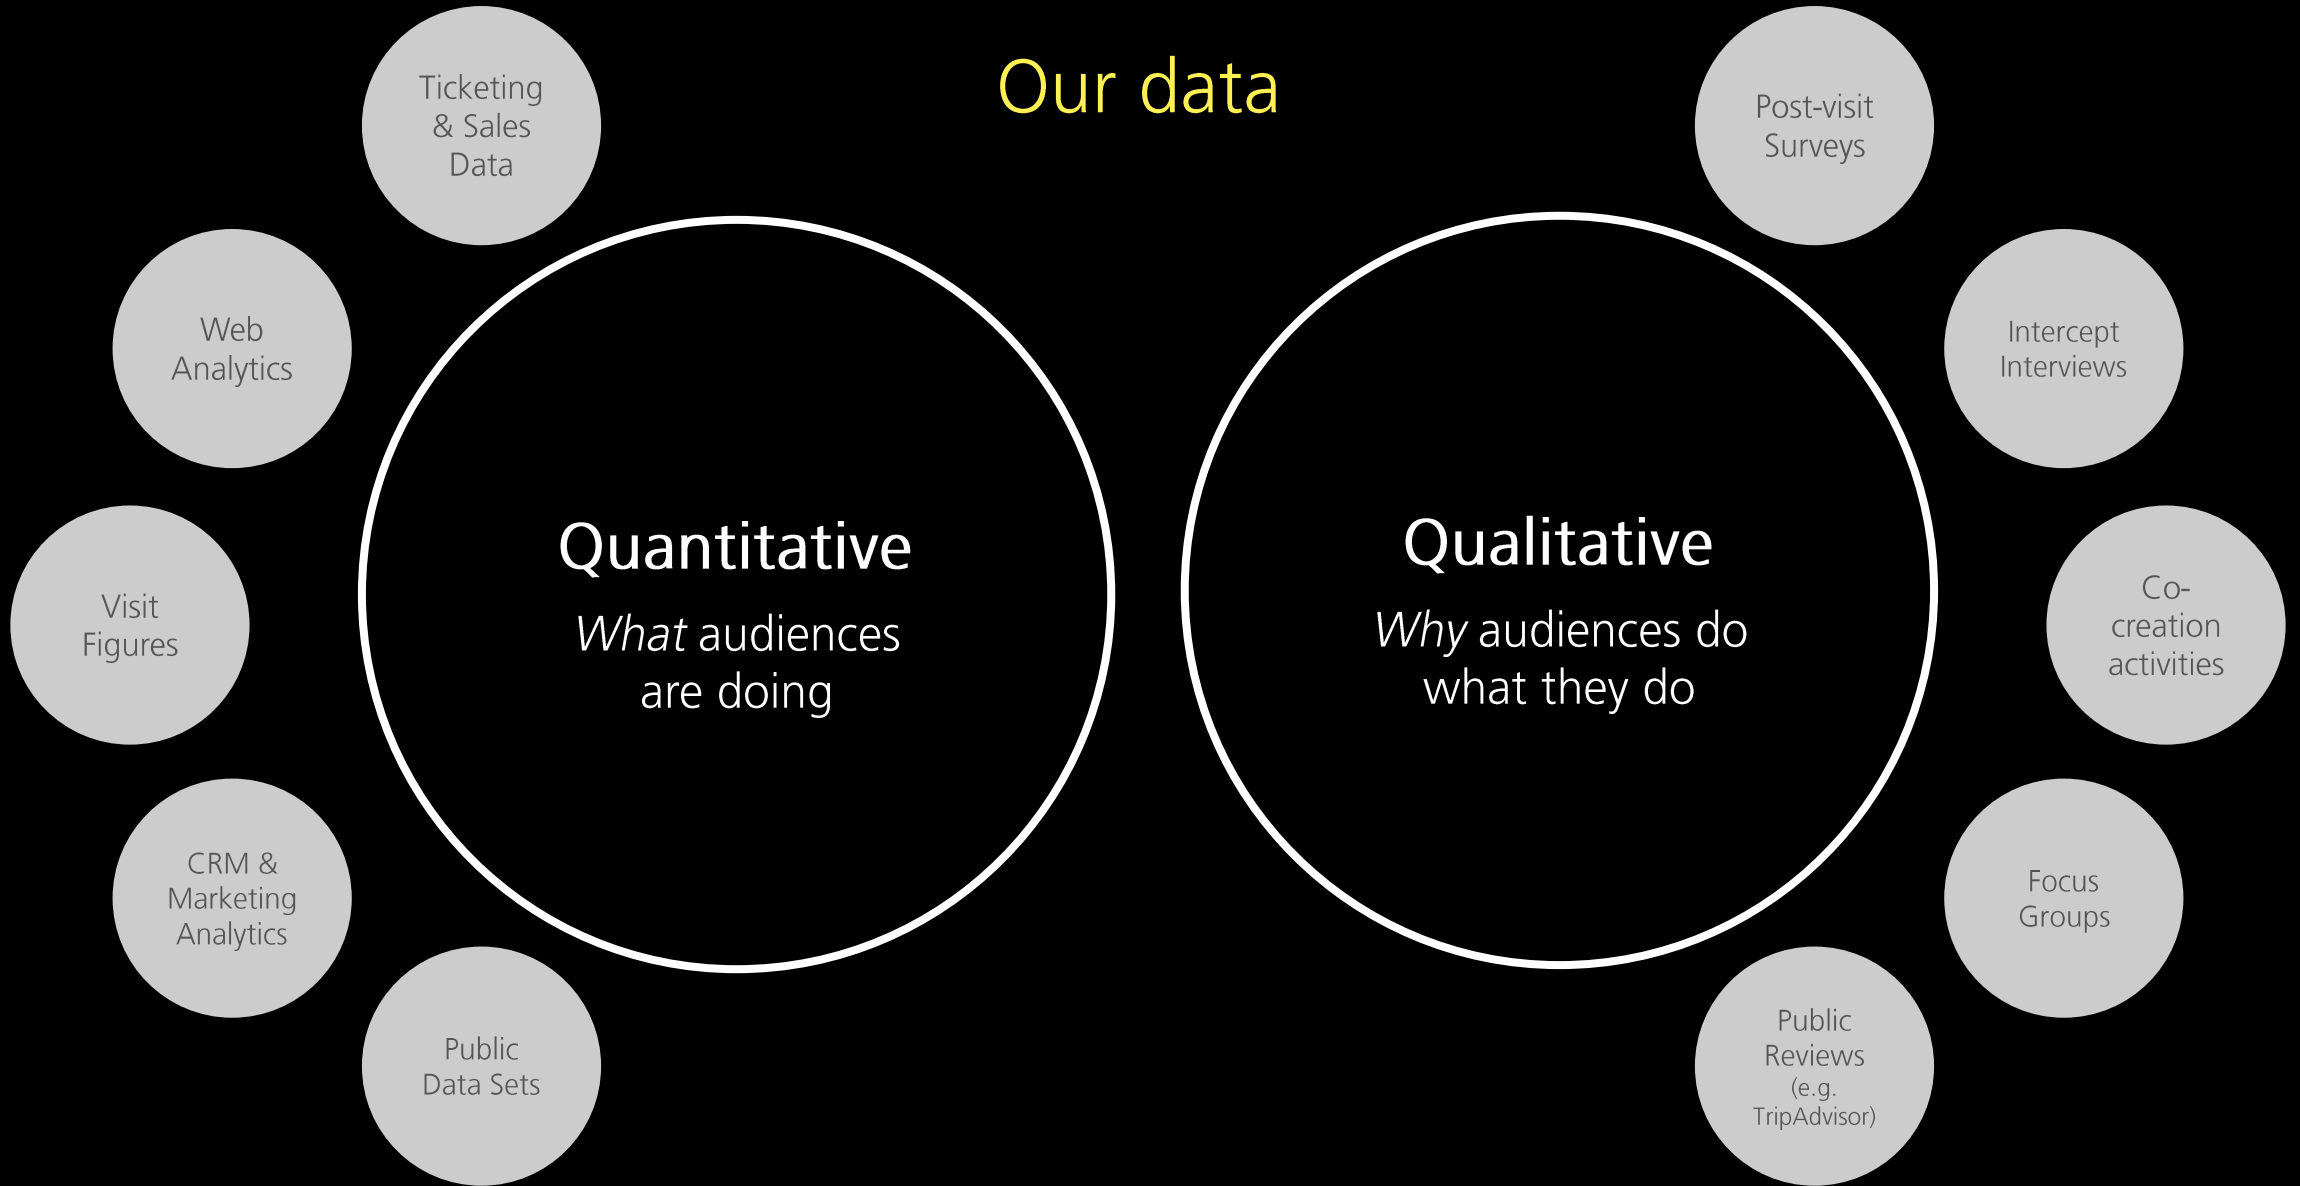 Our data
Ticketing
& Sales
Data
Web
Analytics
Visit
Figures
CRM &
Marketing
Analytics
Public
Data Sets
Quantitative
What audiences
are doing
Qualitative
Why audiences do
what they do
Post-visit
Surveys
Intercept
Interviews
Co-
creation
activities
Focus
Groups
Public
Reviews
(e.g.
TripAdvisor)